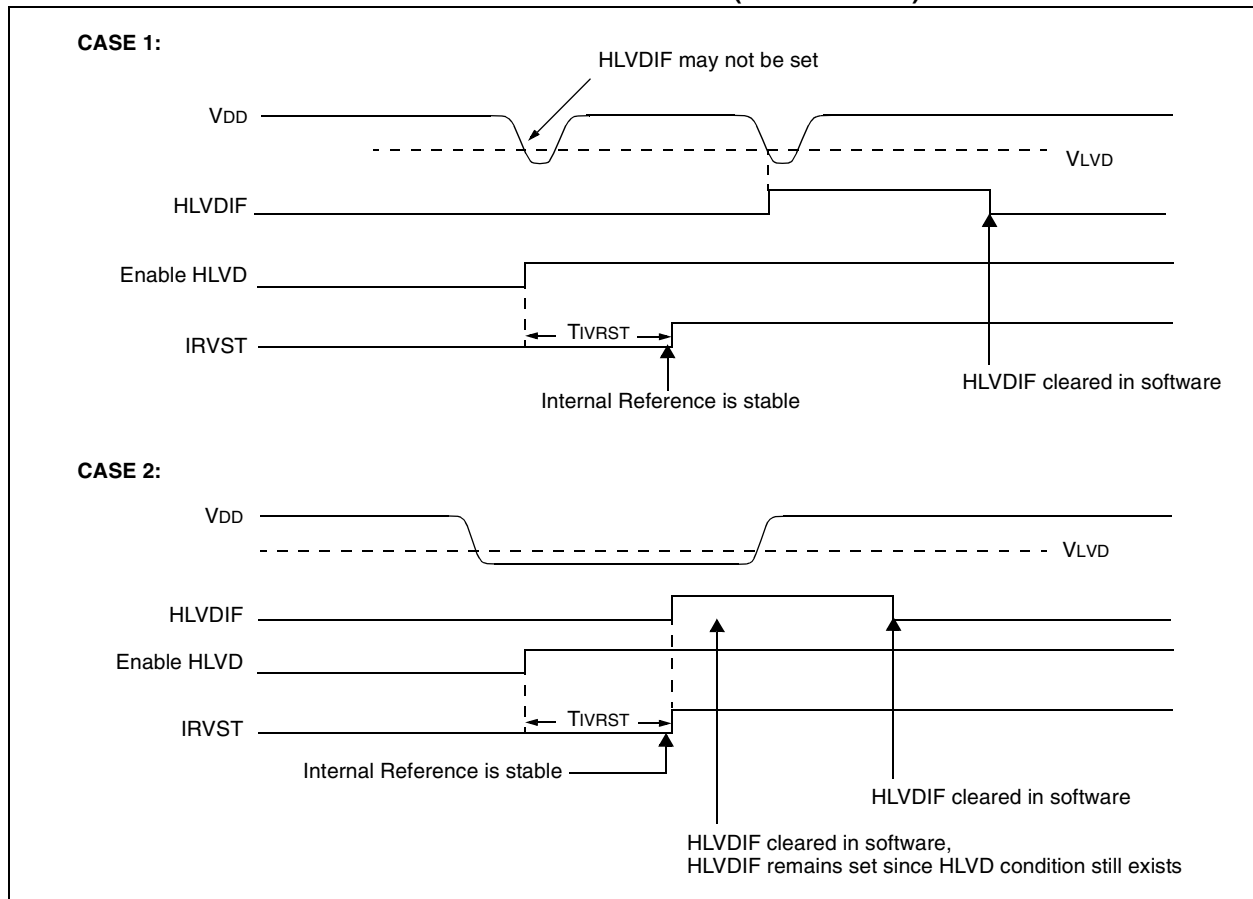 CASE 1:
HLVDIF may not be set
VDD
VLVD
HLVDIF
Enable HLVD
TIVRST
IRVST
HLVDIF cleared in software
Internal Reference is stable
CASE 2:
VDD
VLVD
HLVDIF
Enable HLVD
TIVRST
IRVST
Internal Reference is stable
HLVDIF cleared in software
HLVDIF cleared in software,
HLVDIF remains set since HLVD condition still exists